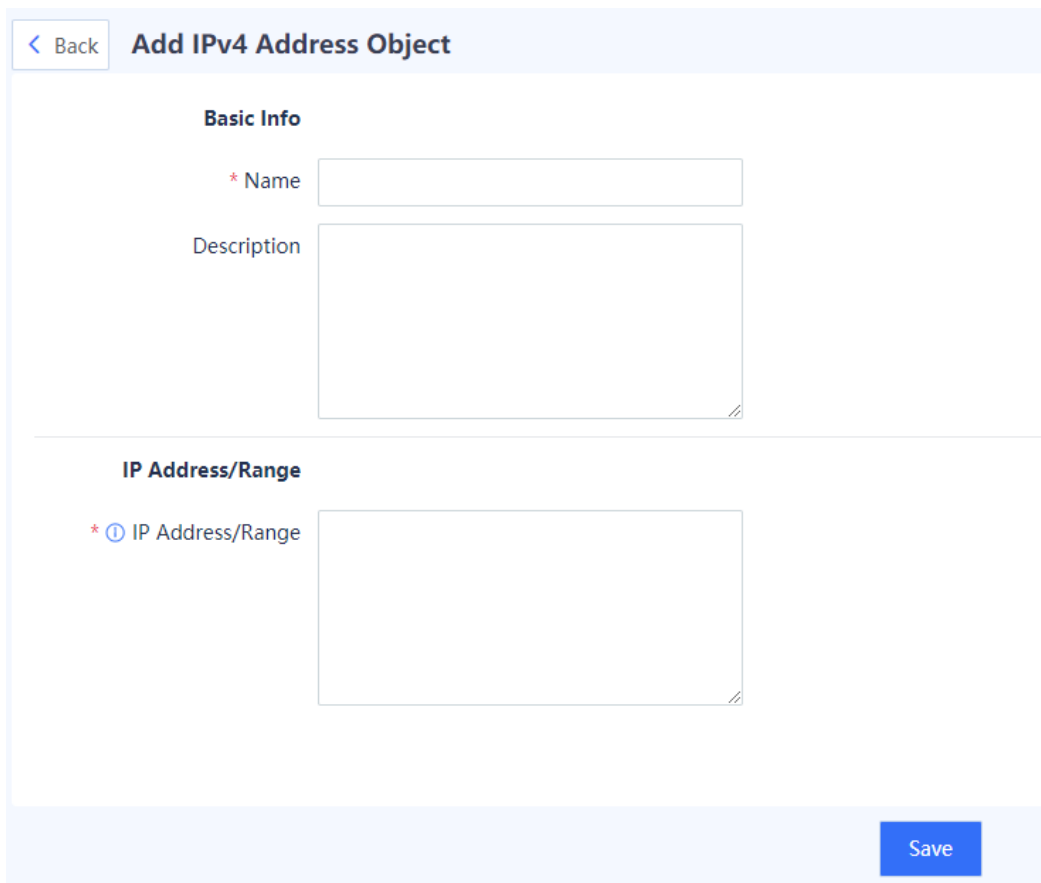 Back Add IPv4 Address Object
Basic Info
* Name
Description
IP Address/Range
* IP Address/Range
Save